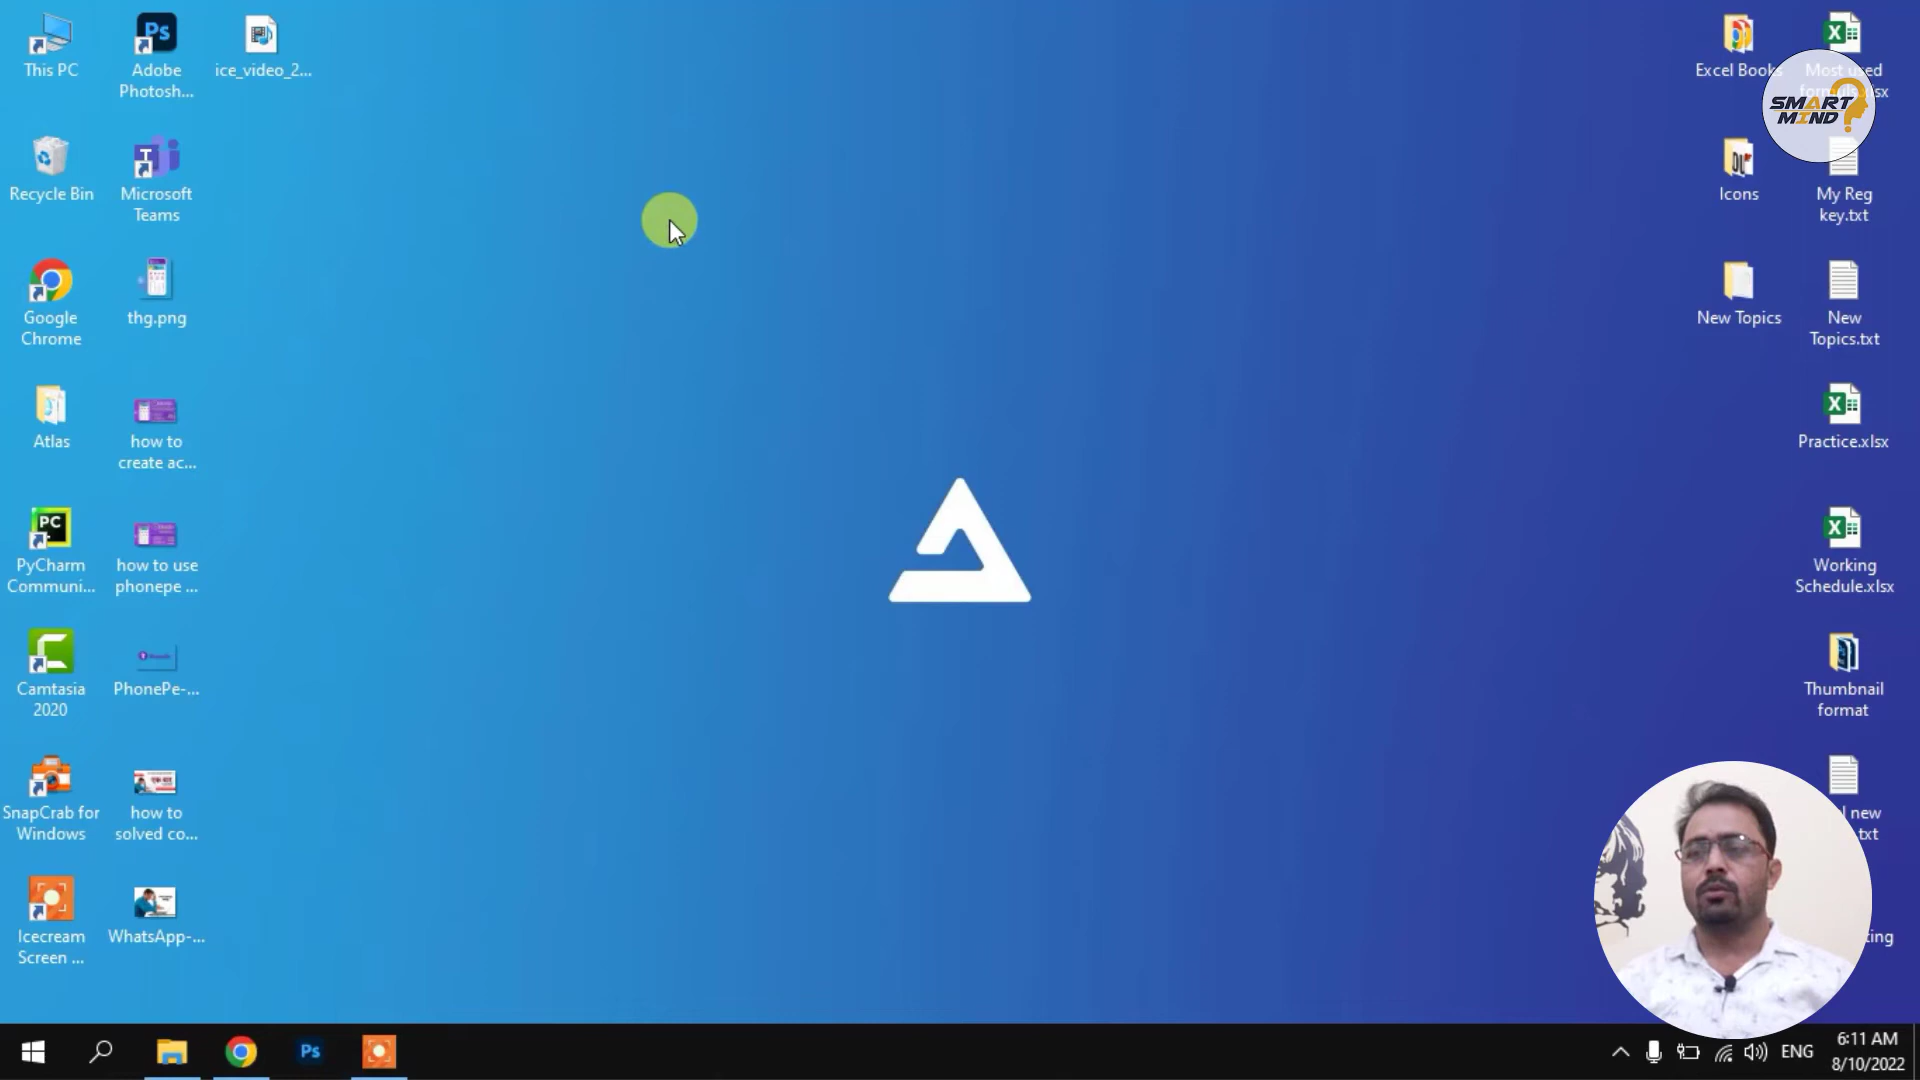 This PC
Adobe
Photosh...
ice_video_2...
Excel Books
Most used
SMART
MIND
Recycle Bin
Microsoft
Teams
Icons
My Reg
key.txt
Google
Chrome
thg.png
New Topics
New
Topics.txt
Atlas
how to
create ac...
Practice.xlsx
PyCharm
Communi...
how to use
phonepe ...
Working
Schedule.xlsx
Camtasia
2020
PhonePe-...
Thumbnail
format
SnapCrab for
Windows
how to
solved co...
new
.txt
Icecream
Screen ...
WhatsApp-...
Ps
ENG
6:11 AM
8/10/2022